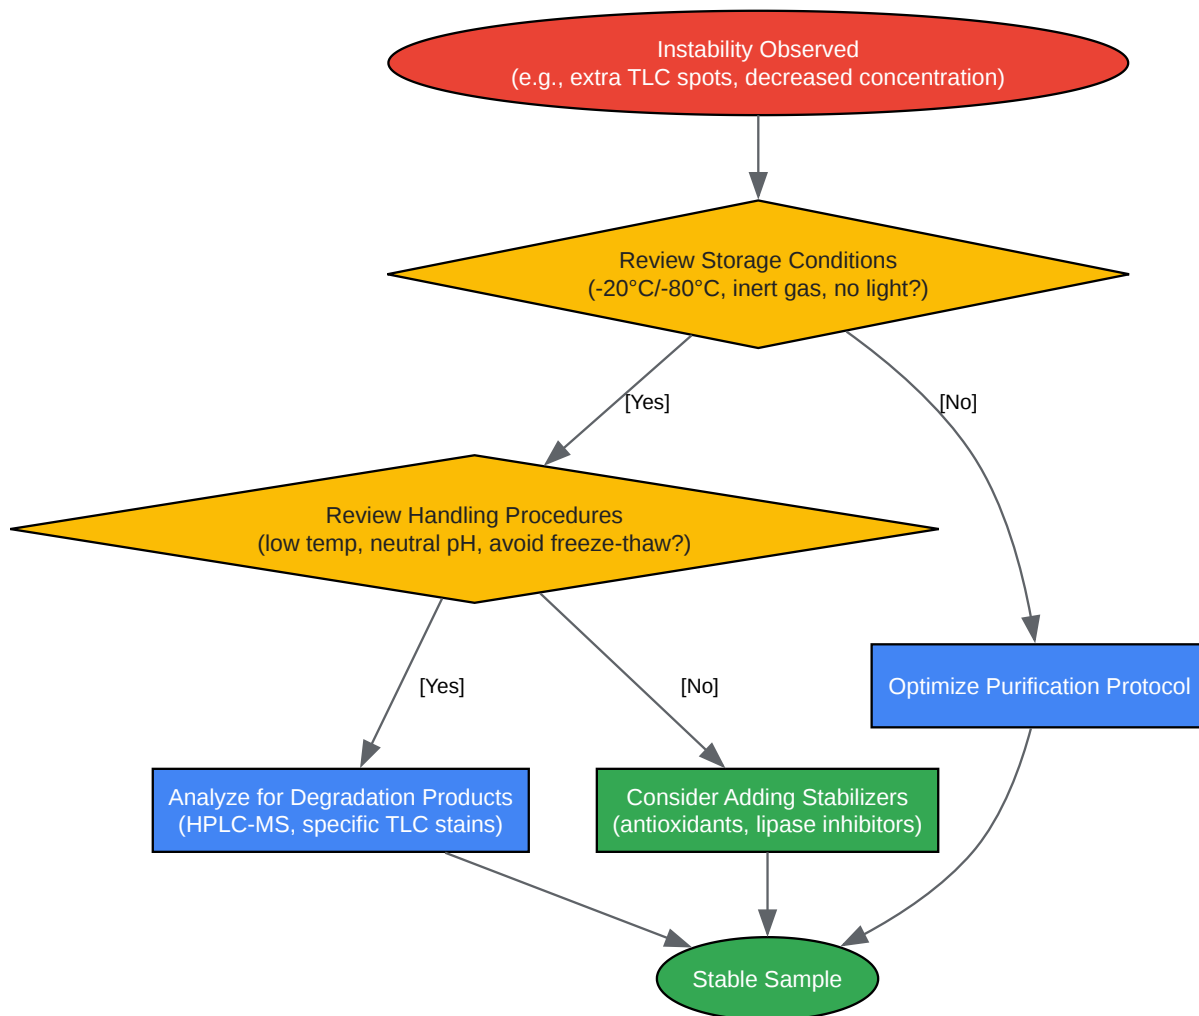 Instability Observed
(e.g., extra TLC spots, decreased concentration)
Review Storage Conditions
(-20°C/-80°C, inert gas, no light?)
[Yes]
[No]
Review Handling Procedures
(low temp, neutral pH, avoid freeze-thaw?)
[Yes]
[No]
Optimize Purification Protocol
Analyze for Degradation Products
(HPLC-MS, specific TLC stains)
Consider Adding Stabilizers
(antioxidants, lipase inhibitors)
Stable Sample